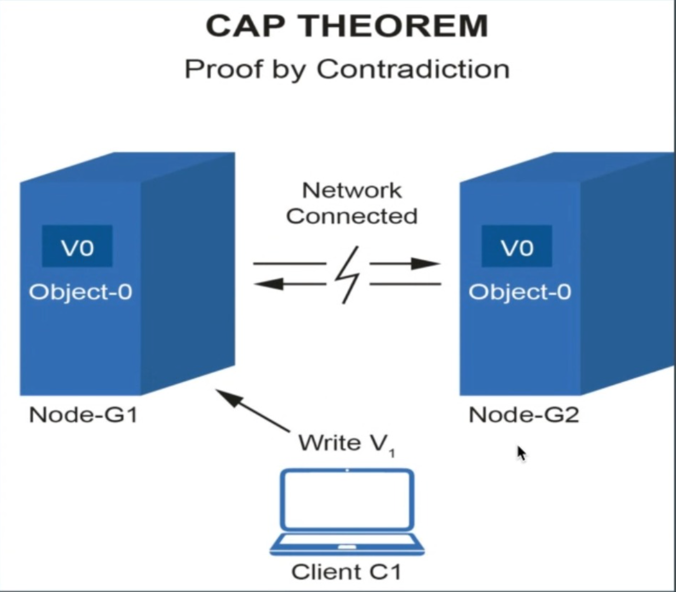 CAP THEOREM
Proof by Contradiction
Network
Connected
V0
Object-0
V0
Object-0
Node-G1
Node-G2
Write V₁
Client C1